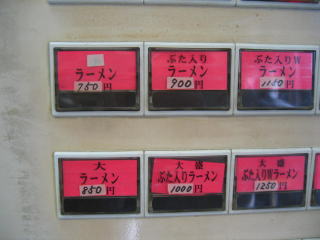 ラーメン
750円
ぶた入り
ラーメン
900円
ぶた入りW
ラーメン
1150円
大
ラーメン
850円
大盛
ぶた入りラーメン
1000円
大盛
ぶた入りWラーメン
1250円